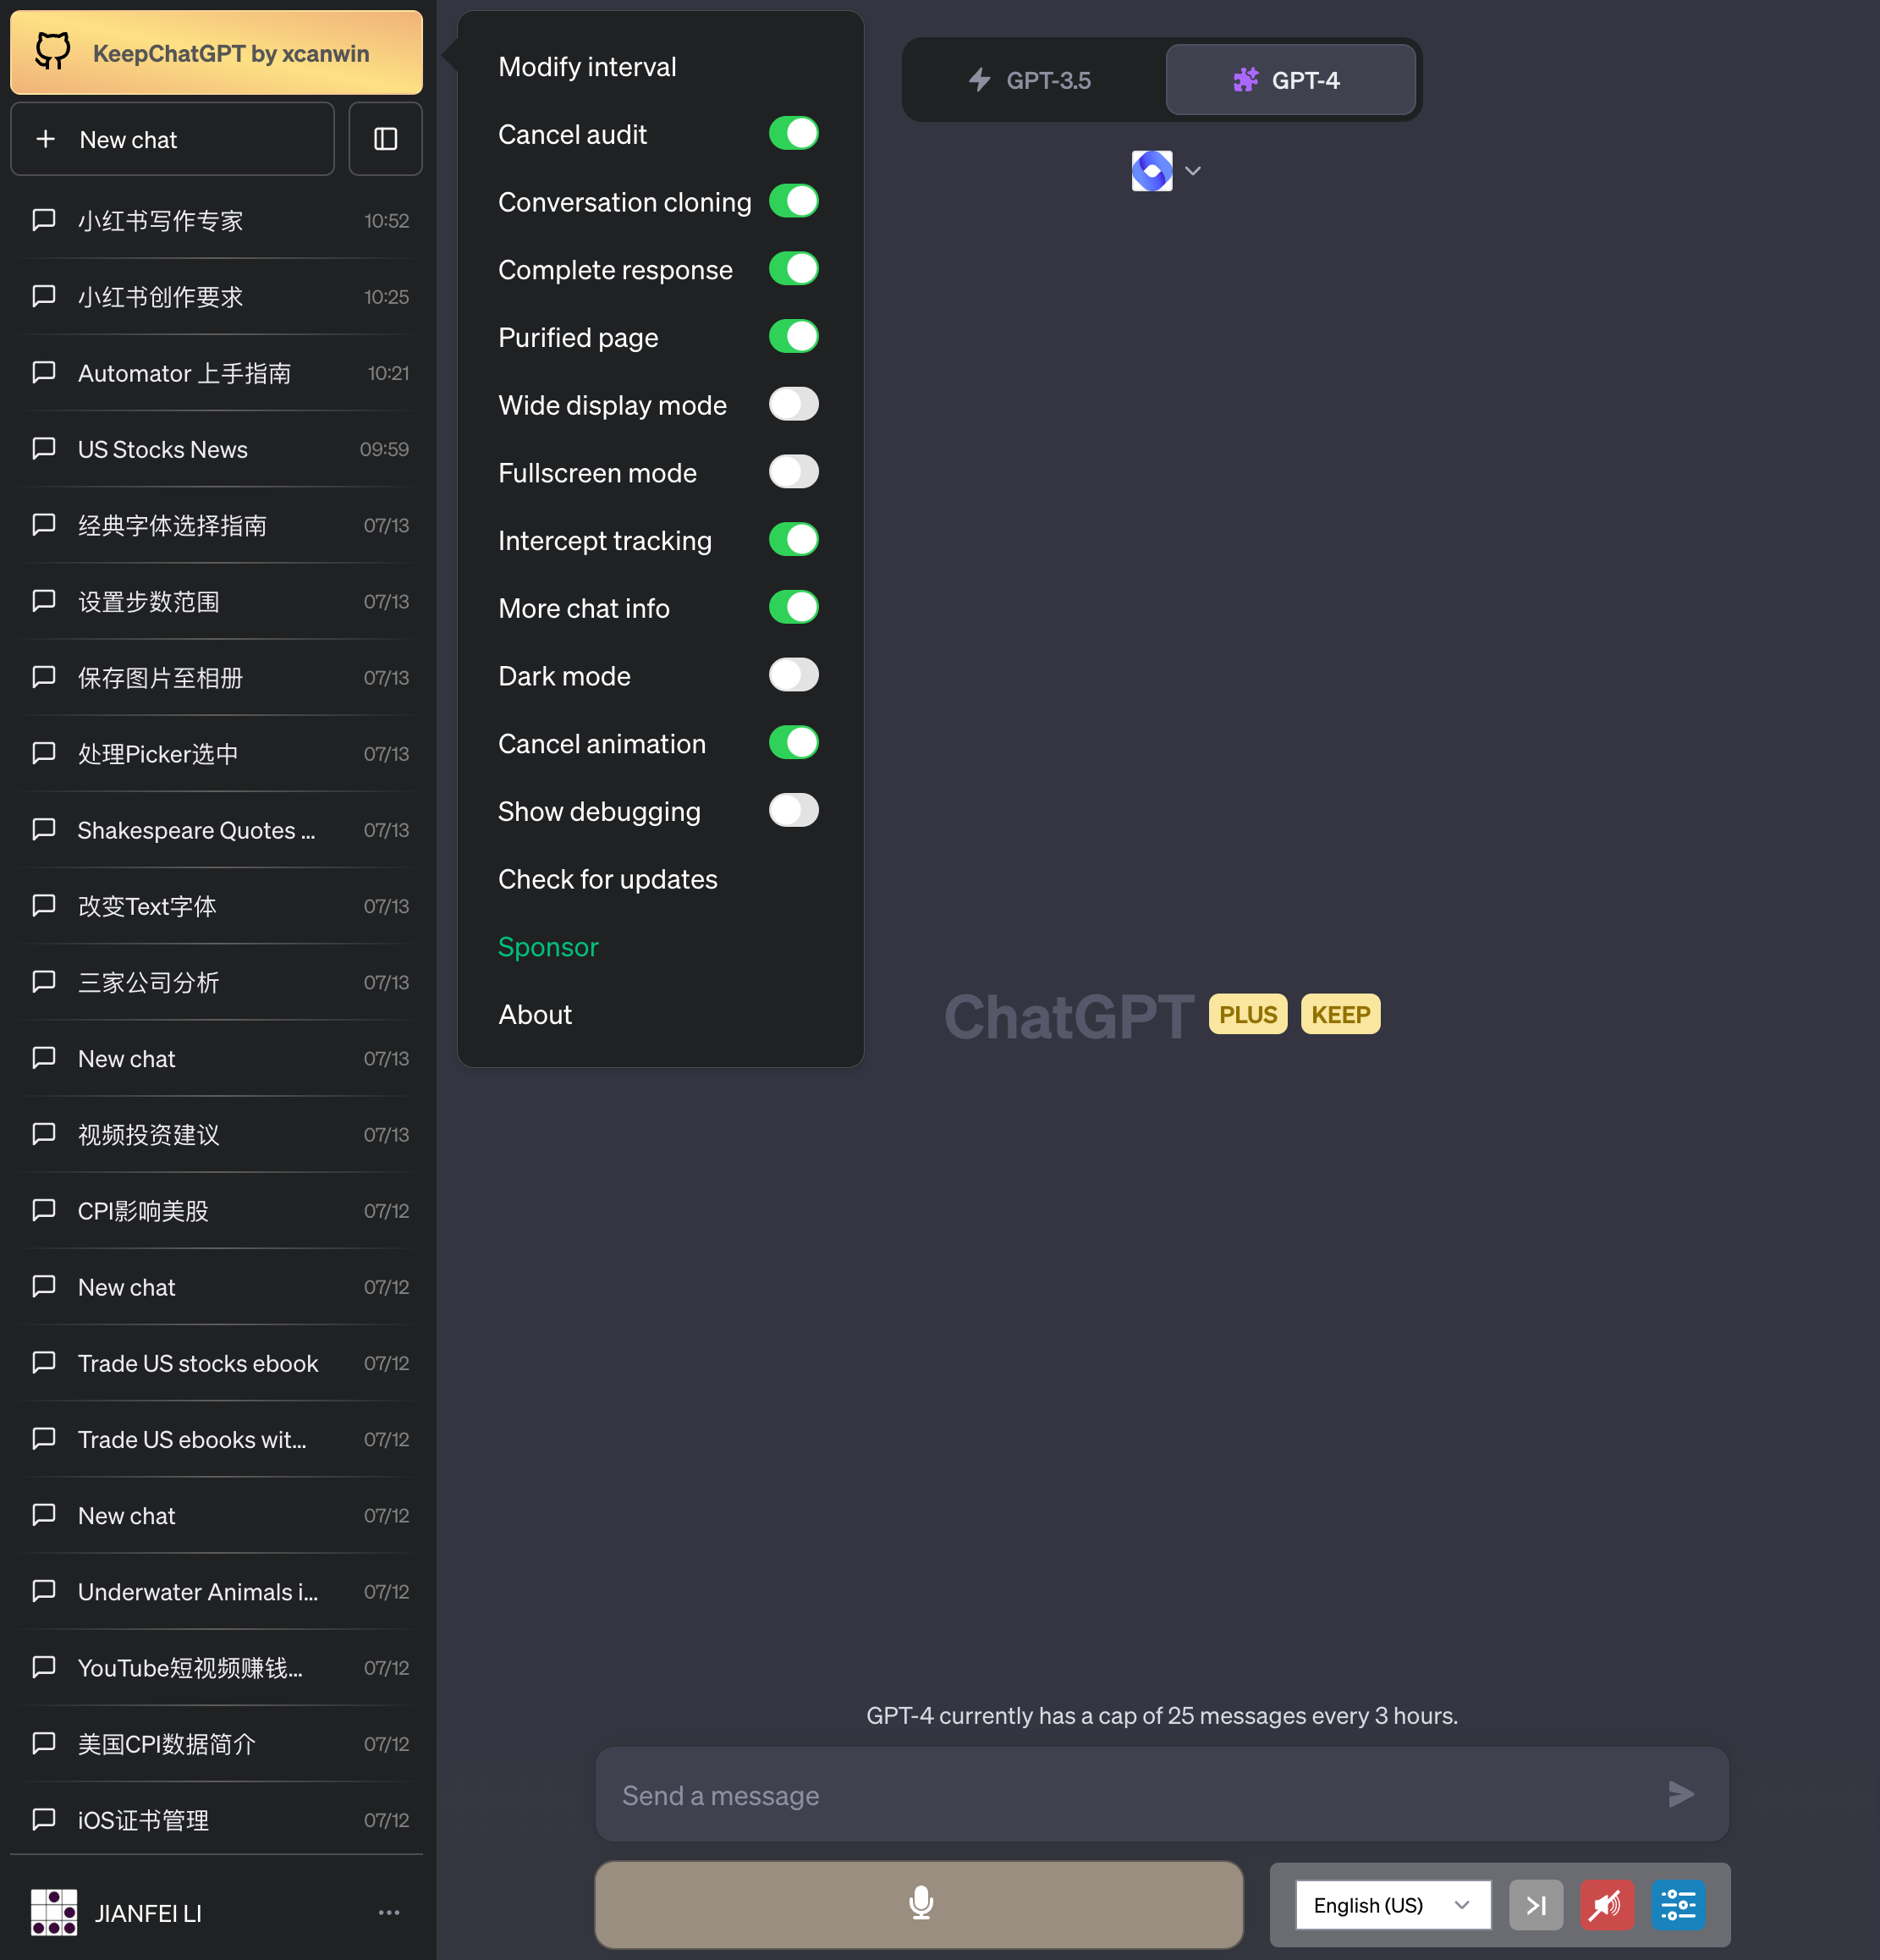 KeepChatGPT by xcanwin
New chat
小红书写作专家 10:52
小红书创作要求 10:25
Automator 上手指南 10:21
US Stocks News 09:59
经典字体选择指南 07/13
设置步数范围 07/13
保存图片至相册 07/13
处理Picker选中 07/13
Shakespeare Quotes ... 07/13
改变Text字体 07/13
三家公司分析 07/13
New chat 07/13
视频投资建议 07/13
CPI影响美股 07/12
New chat 07/12
Trade US stocks ebook 07/12
Trade US ebooks wit... 07/12
New chat 07/12
Underwater Animals i... 07/12
YouTube短视频赚钱... 07/12
美国CPI数据简介 07/12
iOS证书管理 07/12
JIANFEI LI
Modify interval
Cancel audit
Conversation cloning
Complete response
Purified page
Wide display mode
Fullscreen mode
Intercept tracking
More chat info
Dark mode
Cancel animation
Show debugging
Check for updates
Sponsor
About
GPT-3.5
GPT-4
ChatGPT PLUS KEEP
GPT-4 currently has a cap of 25 messages every 3 hours.
Send a message
English (US)